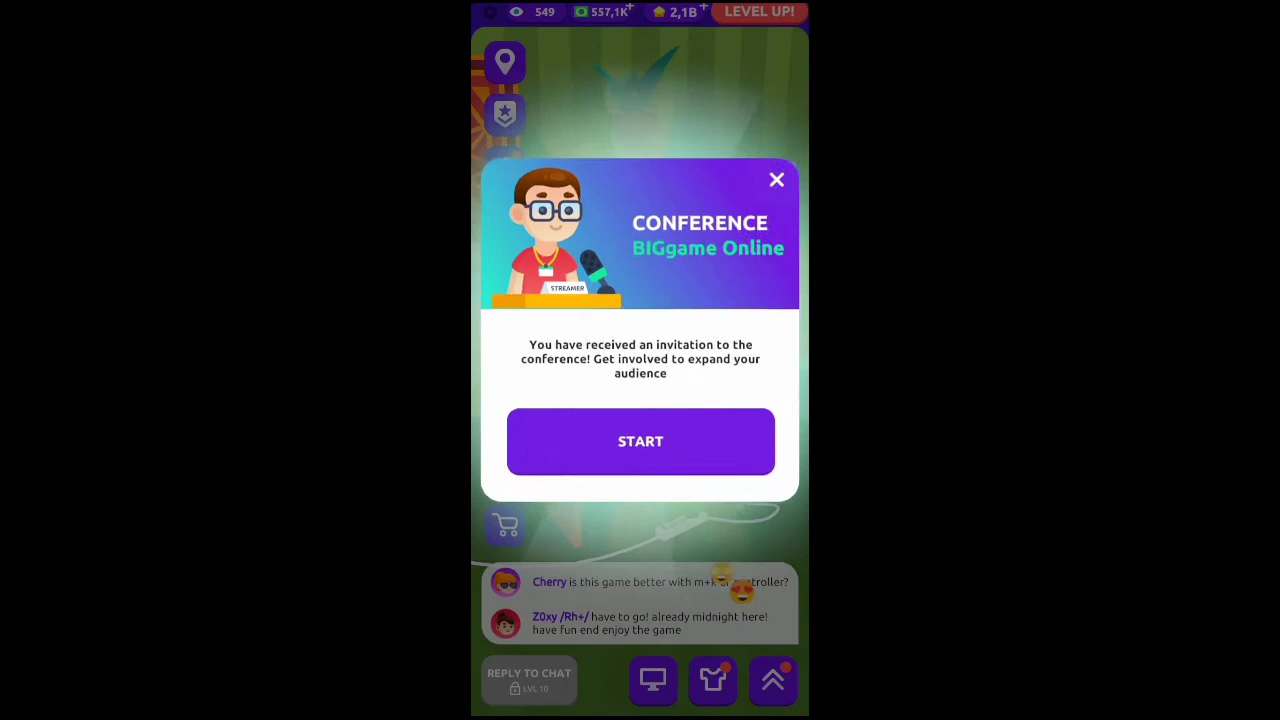 549 557,1K+ 2,1B+ LEVEL UP!
CONFERENCE
BIGgame Online
STREAMER
You have received an invitation to the
conference! Get involved to expand your
audience
START
Cherry is this game better with m+k or controller?
Z0xy /Rh+/ have to go! already midnight here!
have fun end enjoy the game
REPLY TO CHAT
LVL 10